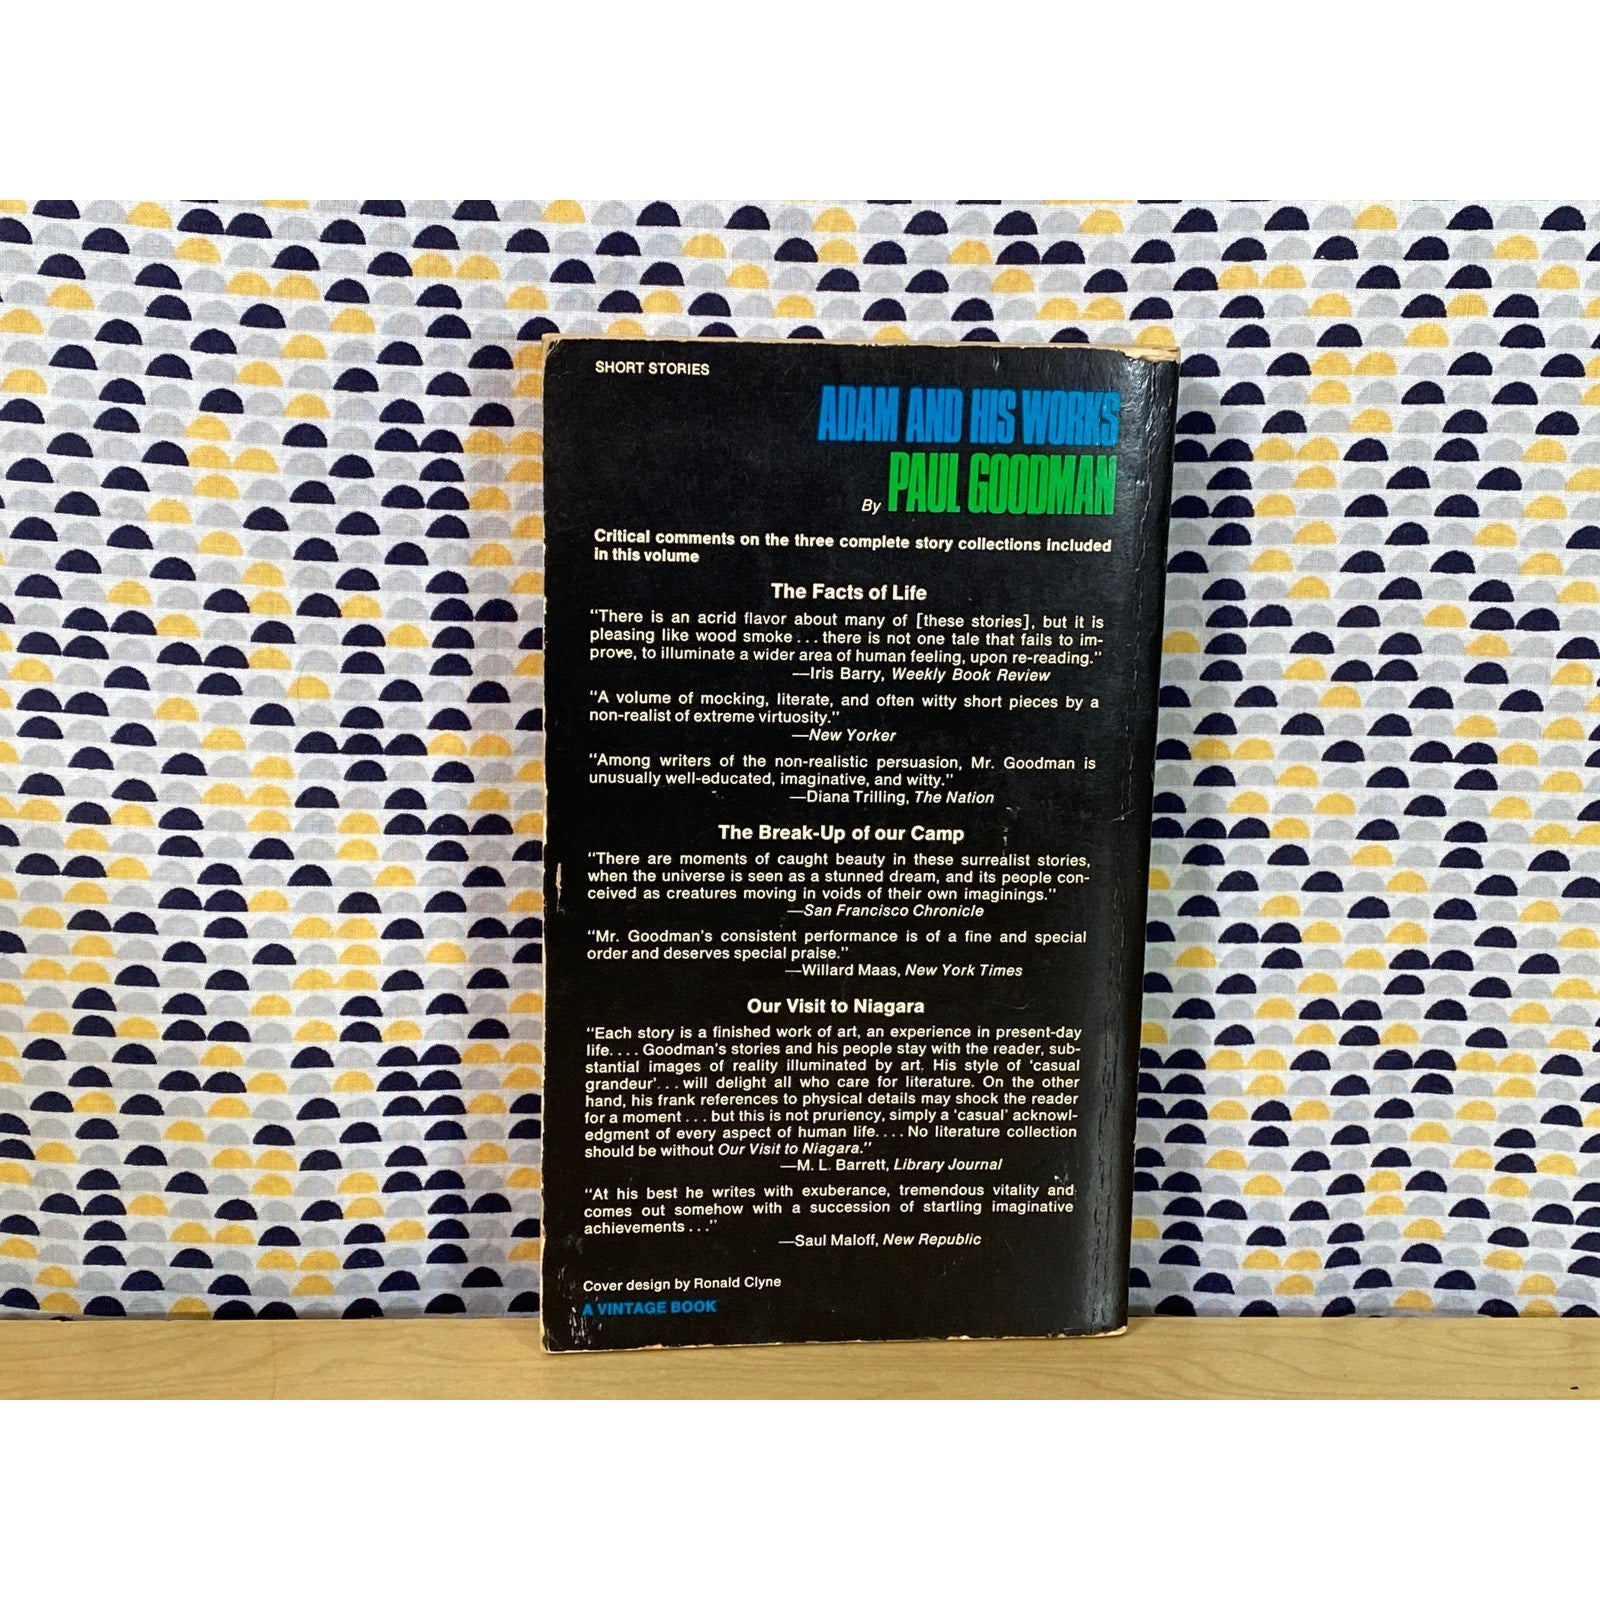 SHORT STORIES
ADAM AND HIS WORKS
By PAUL GOODMAN
Critical comments on the three complete story collections included
in this volume
The Facts of Life
“There is an acrid flavor about many of [these stories], but it is
pleasing like wood smoke . . . there is not one tale that fails to im-
prove, to illuminate a wider area of human feeling, upon re-reading.”
—Iris Barry, Weekly Book Review
“A volume of mocking, literate, and often witty short pieces by a
non-realist of extreme virtuosity.”
—New Yorker
“Among writers of the non-realistic persuasion, Mr. Goodman is
unusually well-educated, imaginative, and witty.”
—Diana Trilling, The Nation
The Break-Up of our Camp
“There are moments of caught beauty in these surrealist stories,
when the universe is seen as a stunned dream, and its people con-
ceived as creatures moving in voids of their own imaginings.”
—San Francisco Chronicle
“Mr. Goodman’s consistent performance is of a fine and special
order and deserves special praise.”
—Willard Maas, New York Times
Our Visit to Niagara
“Each story is a finished work of art, an experience in present-day
life. . . . Goodman’s stories and his people stay with the reader, sub-
stantial images of reality illuminated by art. His style of ‘casual
grandeur’ . . . will delight all who care for literature. On the other
hand, his frank references to physical details may shock the reader
for a moment . . . but this is not pruriency, simply a ‘casual’ acknowl-
edgment of every aspect of human life. . . . No literature collection
should be without Our Visit to Niagara.”
—M. L. Barrett, Library Journal
“At his best he writes with exuberance, tremendous vitality and
comes out somehow with a succession of startling imaginative
achievements . . .”
—Saul Maloff, New Republic
Cover design by Ronald Clyne
A VINTAGE BOOK